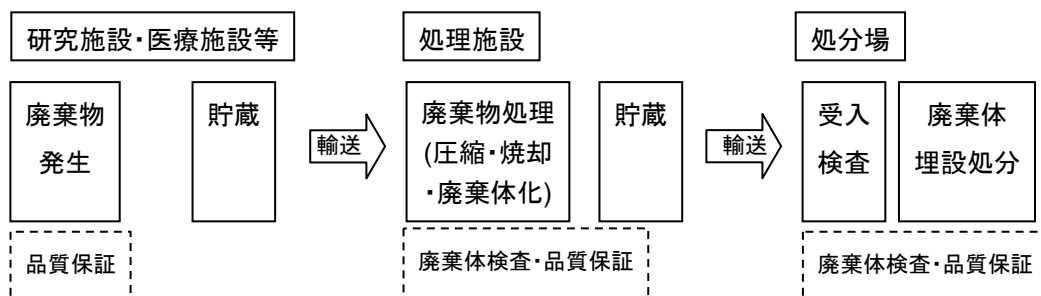 研究施設・医療施設等
処理施設
処分場
廃棄物
発生
貯蔵
輸送
廃棄物処理
(圧縮・焼却
・廃棄体化)
貯蔵
輸送
受入
検査
廃棄体
埋設処分
品質保証
廃棄体検査・品質保証
廃棄体検査・品質保証